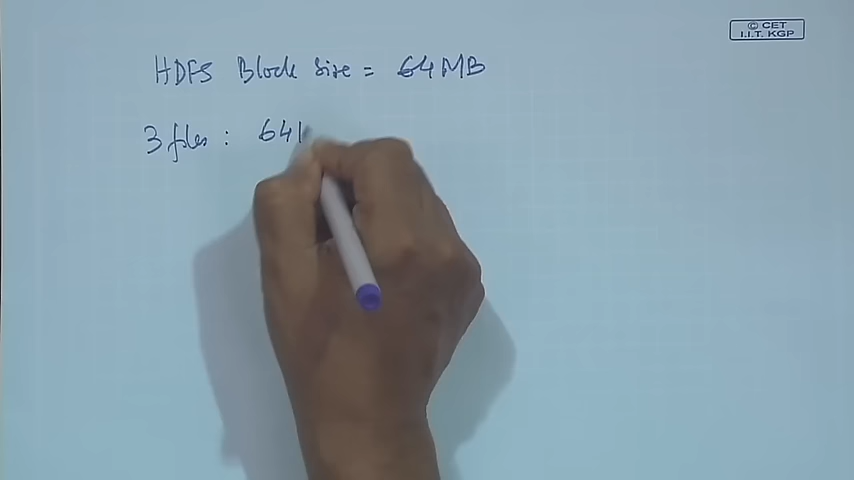 © CET
I.I.T. KGP
HDFS Block Size = 64 MB
3 files : 64